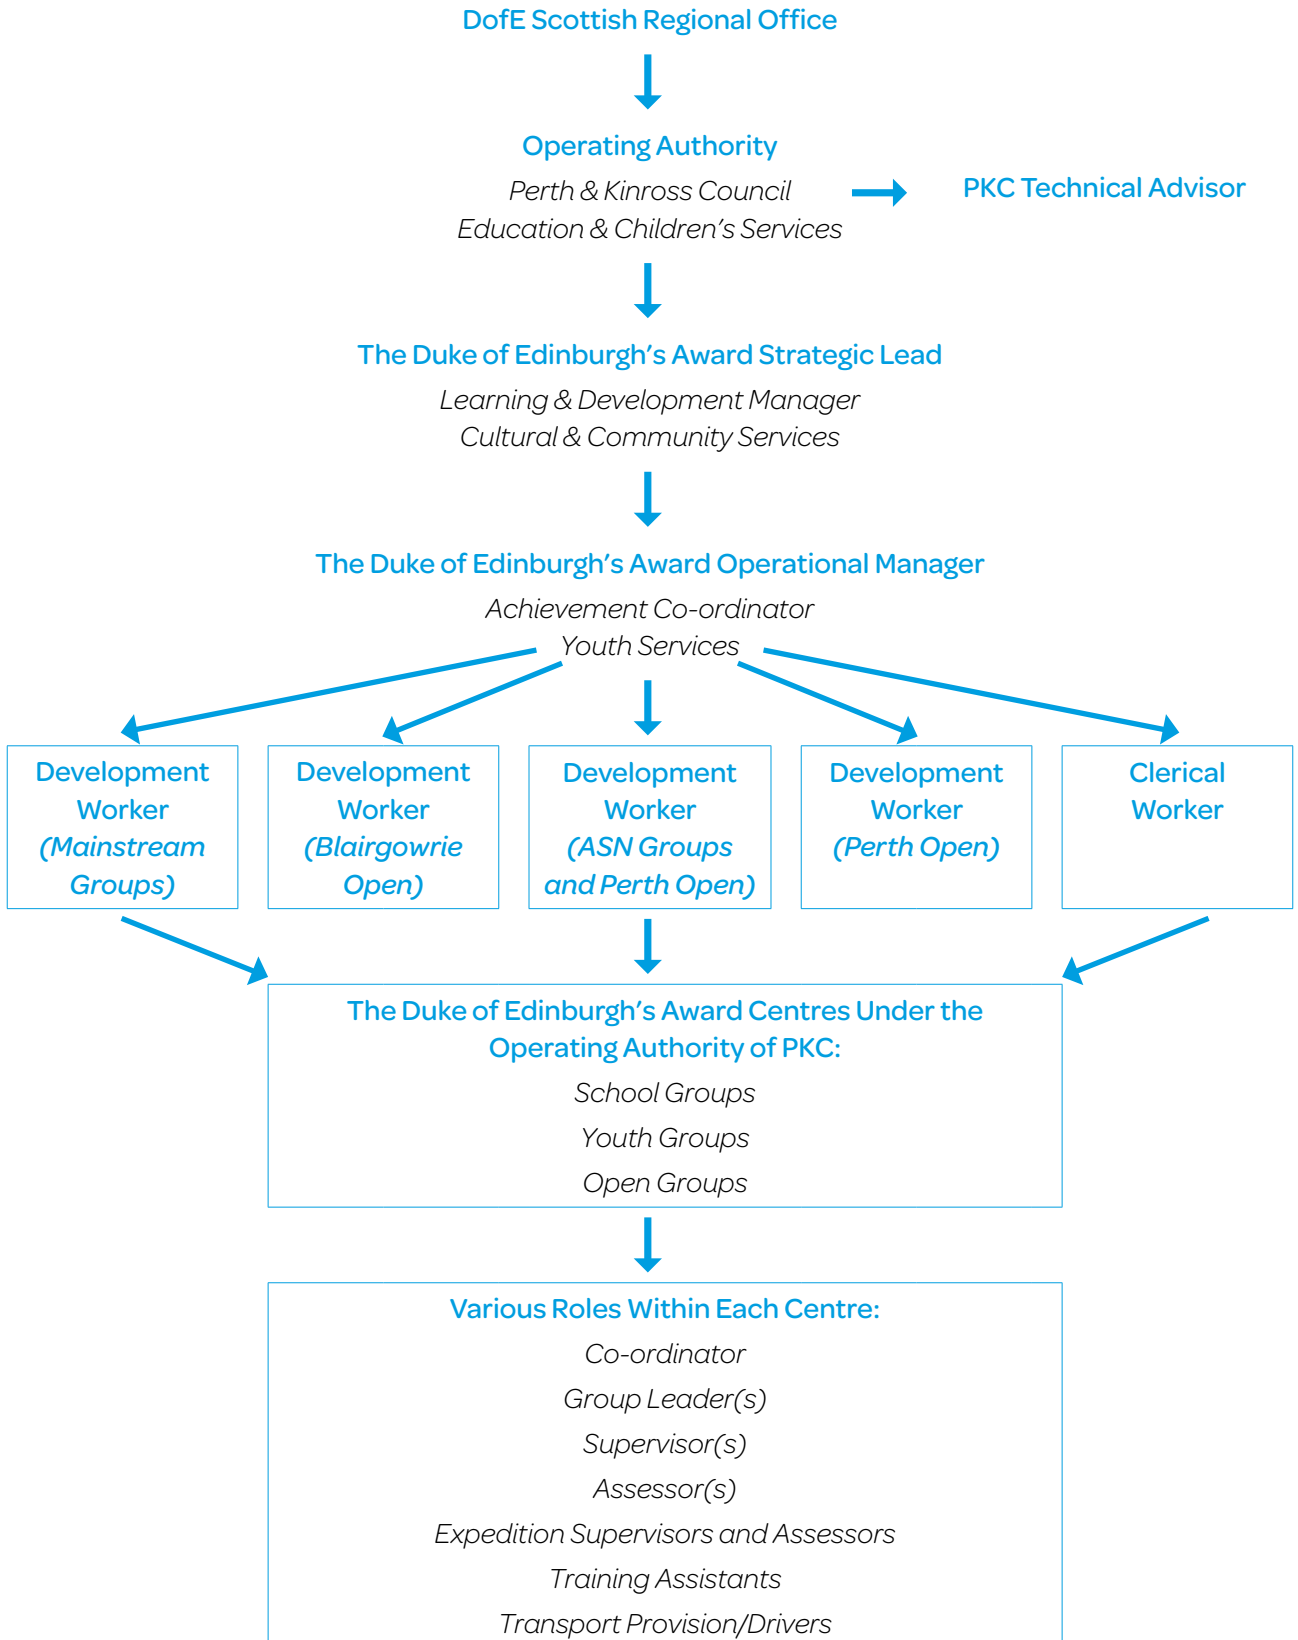 DofE Scottish Regional Office
Operating Authority
Perth & Kinross Council
Education & Children's Services
PKC Technical Advisor
The Duke of Edinburgh's Award Strategic Lead
Learning & Development Manager
Cultural & Community Services
The Duke of Edinburgh's Award Operational Manager
Achievement Co-ordinator
Youth Services
Development
Worker
(Mainstream
Groups)
Development
Worker
(Blairgowrie
Open)
Development
Worker
(ASN Groups
and Perth Open)
Development
Worker
(Perth Open)
Clerical
Worker
The Duke of Edinburgh's Award Centres Under the
Operating Authority of PKC:
School Groups
Youth Groups
Open Groups
Various Roles Within Each Centre:
Co-ordinator
Group Leader(s)
Supervisor(s)
Assessor(s)
Expedition Supervisors and Assessors
Training Assistants
Transport Provision/Drivers